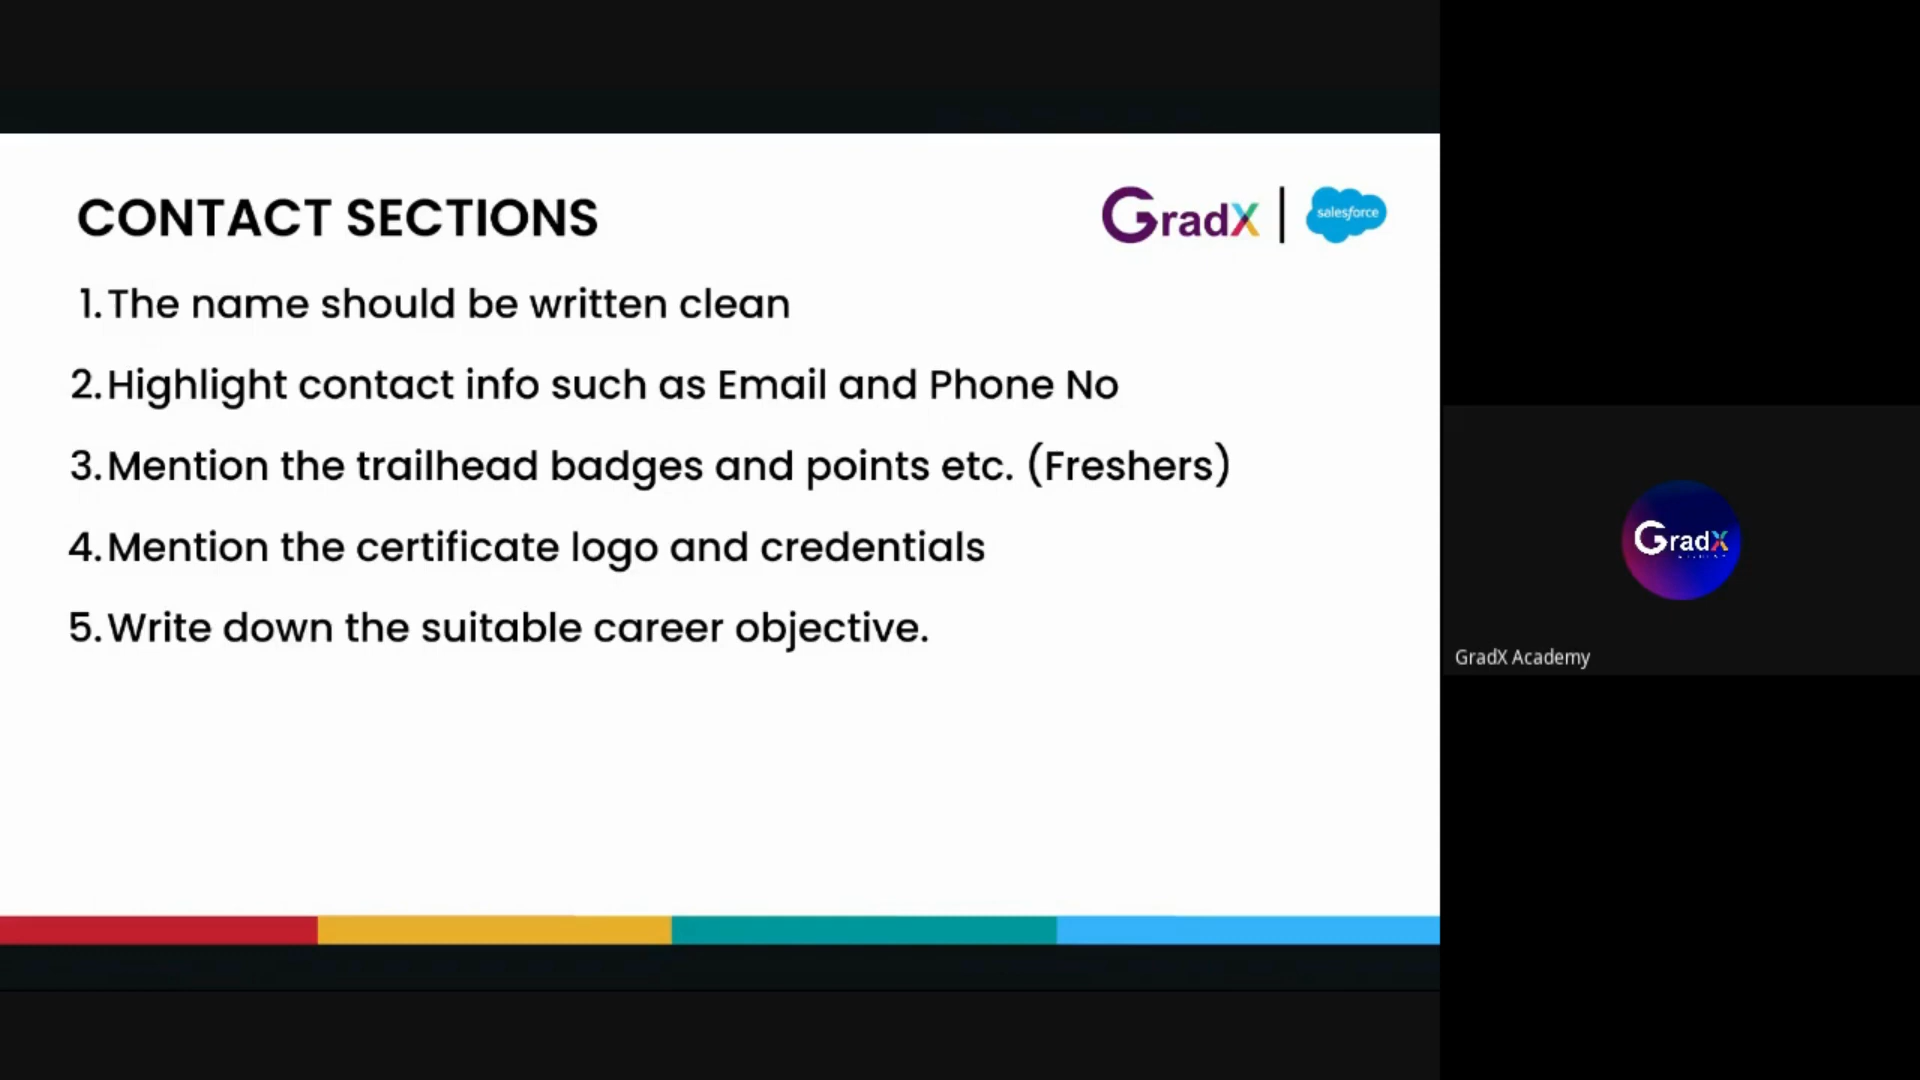 CONTACT SECTIONS
GradX | salesforce
1. The name should be written clean
2. Highlight contact info such as Email and Phone No
3. Mention the trailhead badges and points etc. (Freshers)
4. Mention the certificate logo and credentials
5. Write down the suitable career objective.
GradX
GradX Academy